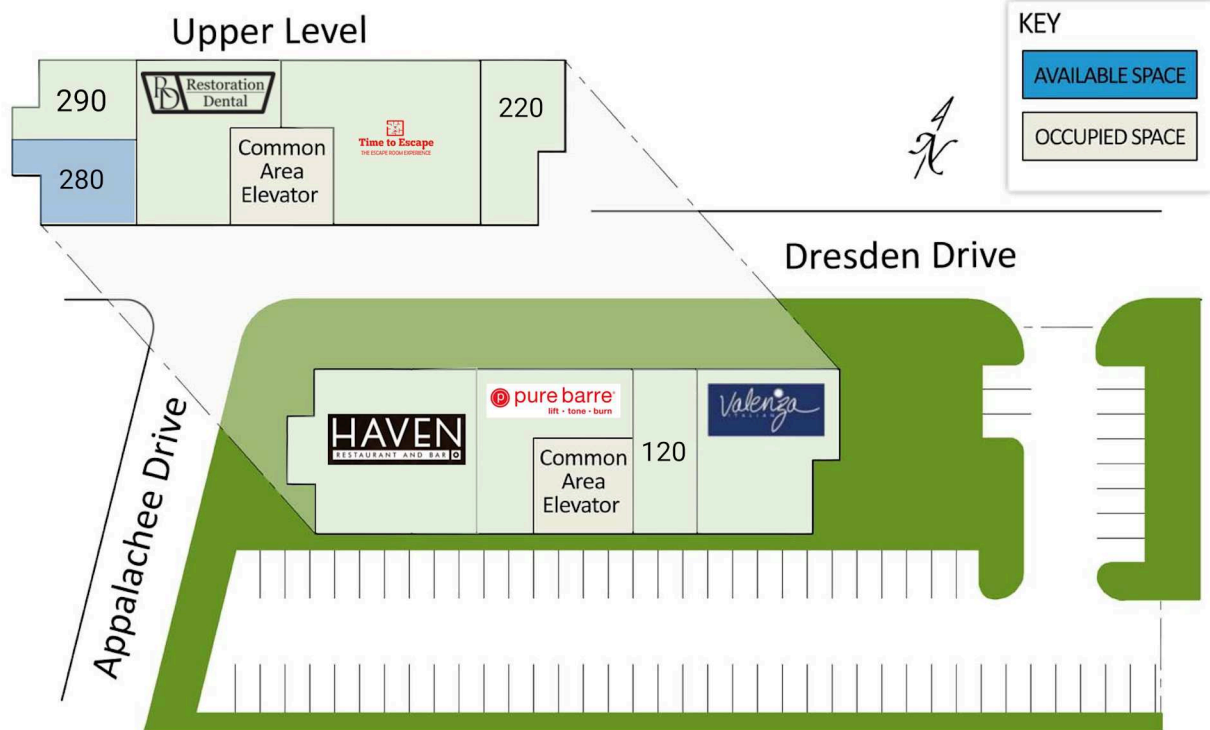 Upper Level
KEY
AVAILABLE SPACE
OCCUPIED SPACE
290
RD Restoration
Dental
Time to Escape
THE ESCAPE ROOM EXPERIENCE
220
280
Common
Area
Elevator
N
Dresden Drive
Appalachee Drive
HAVEN
RESTAURANT AND BAR
pure barre
lift • tone • burn
Common
Area
Elevator
120
Valenza
ITALIAN